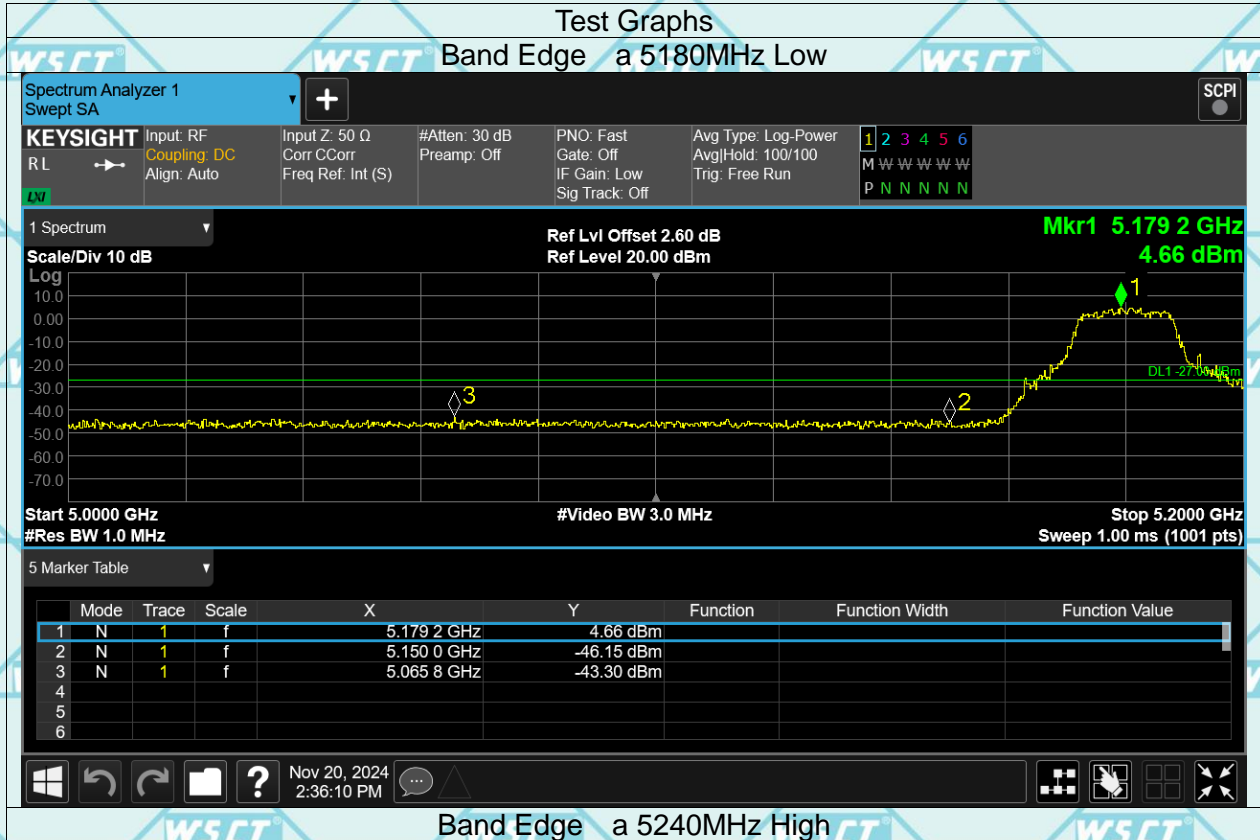 Test Graphs
Band Edge a 5180MHz Low
WSCT® WSCT® WSCT®
Spectrum Analyzer 1
Swept SA
SCPI
KEYSIGHT
RL
LXI
Input: RF
Coupling: DC
Align: Auto
Input Z: 50 Ω
Corr CCorr
Freq Ref: Int (S)
#Atten: 30 dB
Preamp: Off
PNO: Fast
Gate: Off
IF Gain: Low
Sig Track: Off
Avg Type: Log-Power
Avg|Hold: 100/100
Trig: Free Run
1 2 3 4 5 6
M W W W W W
P N N N N N
1 Spectrum
Scale/Div 10 dB
Ref Lvl Offset 2.60 dB
Ref Level 20.00 dBm
Mkr1 5.179 2 GHz
4.66 dBm
Log
10.0
0.00
-10.0
-20.0
-30.0
-40.0
-50.0
-60.0
-70.0
1
DL1 -27.00 dBm
3
2
Start 5.0000 GHz
#Video BW 3.0 MHz
Stop 5.2000 GHz
#Res BW 1.0 MHz
Sweep 1.00 ms (1001 pts)
5 Marker Table
Mode Trace Scale X Y Function Function Width Function Value
1 N 1 f 5.179 2 GHz 4.66 dBm
2 N 1 f 5.150 0 GHz -46.15 dBm
3 N 1 f 5.065 8 GHz -43.30 dBm
4
5
6
?
Nov 20, 2024
2:36:10 PM
Band Edge a 5240MHz High
WSCT® WSCT® WSCT®